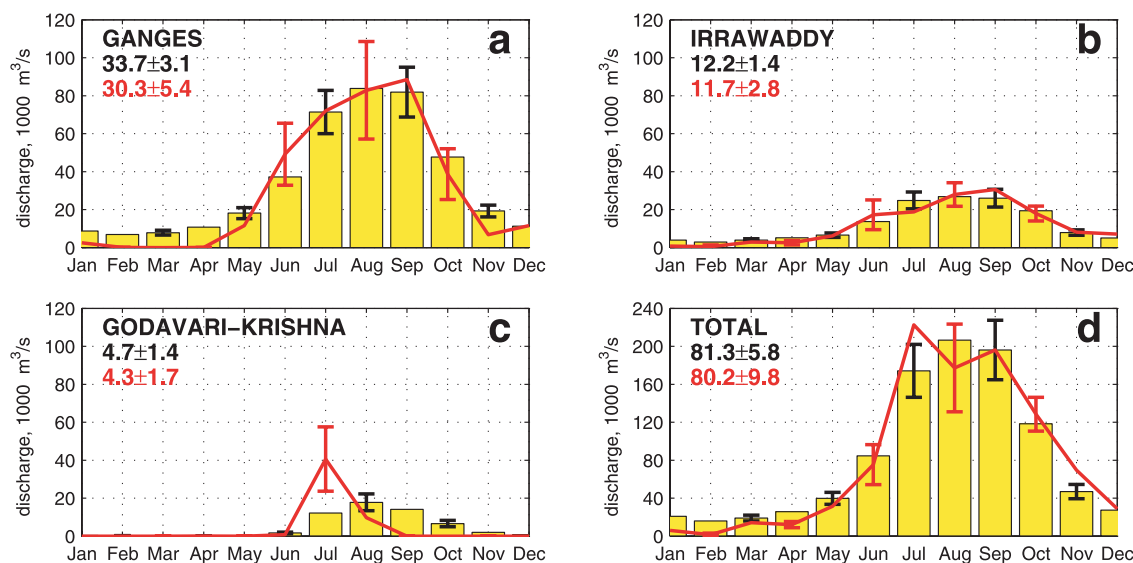 GANGES
33.7±3.1
30.3±5.4
a
discharge, 1000 m³/s
120
100
80
60
40
20
0
Jan Feb Mar Apr May Jun Jul Aug Sep Oct Nov Dec
IRRAWADDY
12.2±1.4
11.7±2.8
b
discharge, 1000 m³/s
120
100
80
60
40
20
0
Jan Feb Mar Apr May Jun Jul Aug Sep Oct Nov Dec
GODAVARI–KRISHNA
4.7±1.4
4.3±1.7
c
discharge, 1000 m³/s
120
100
80
60
40
20
0
Jan Feb Mar Apr May Jun Jul Aug Sep Oct Nov Dec
TOTAL
81.3±5.8
80.2±9.8
d
discharge, 1000 m³/s
240
200
160
120
80
40
0
Jan Feb Mar Apr May Jun Jul Aug Sep Oct Nov Dec